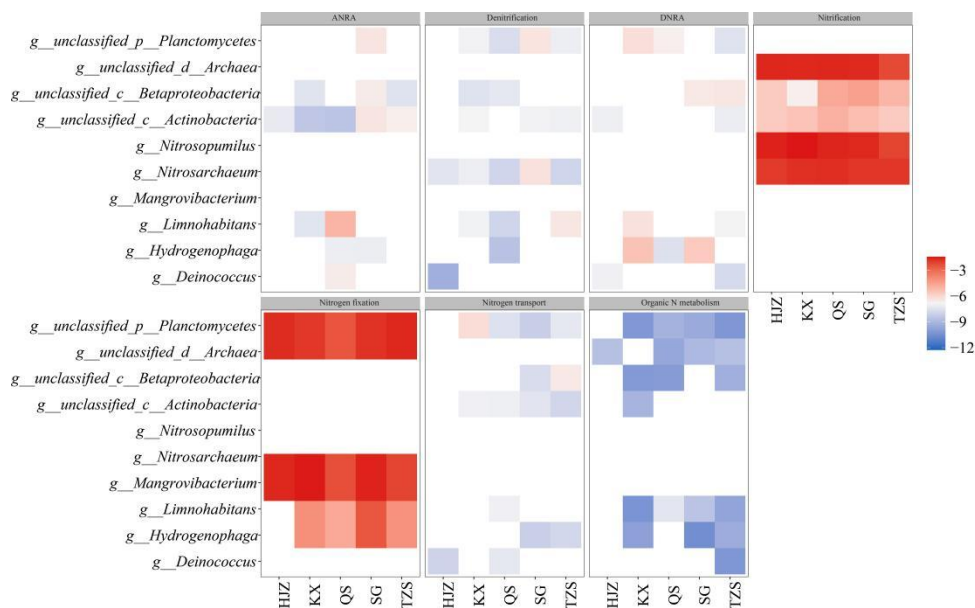 ANRA
Denitrification
DNRA
Nitrification
g__unclassified_p__Planctomycetes
g__unclassified_d__Archaea
g__unclassified_c__Betaproteobacteria
g__unclassified_c__Actinobacteria
g__Nitrosopumilus
g__Nitrosarchaeum
g__Mangrovibacterium
g__Limnohabitans
g__Hydrogenophaga
g__Deinococcus
HJZ
KX
QS
SG
TZS
−3
−6
−9
−12
Nitrogen fixation
Nitrogen transport
Organic N metabolism
g__unclassified_p__Planctomycetes
g__unclassified_d__Archaea
g__unclassified_c__Betaproteobacteria
g__unclassified_c__Actinobacteria
g__Nitrosopumilus
g__Nitrosarchaeum
g__Mangrovibacterium
g__Limnohabitans
g__Hydrogenophaga
g__Deinococcus
HJZ
KX
QS
SG
TZS
HJZ
KX
QS
SG
TZS
HJZ
KX
QS
SG
TZS